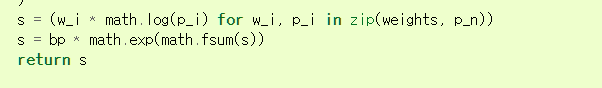 )
s = (w_i * math.log(p_i) for w_i, p_i in zip(weights, p_n))
s = bp * math.exp(math.fsum(s))
return s